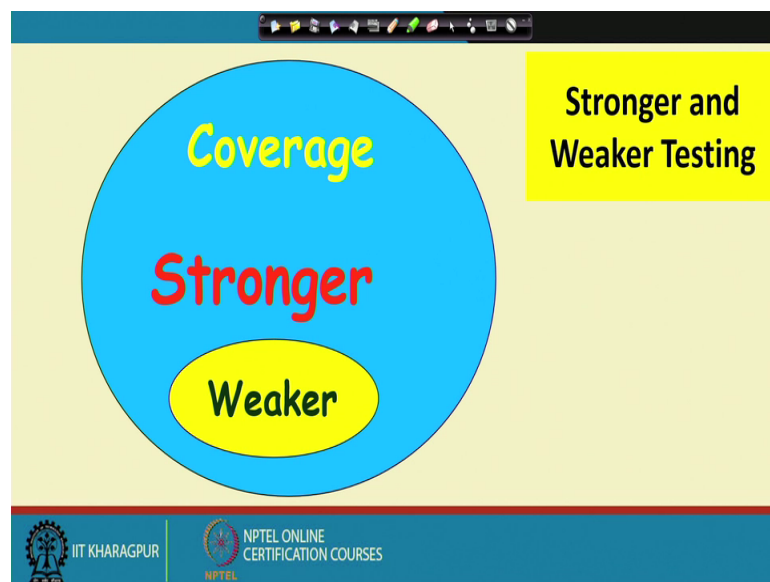 Coverage
Stronger
Weaker
Stronger and
Weaker Testing
IIT KHARAGPUR
NPTEL
NPTEL ONLINE
CERTIFICATION COURSES